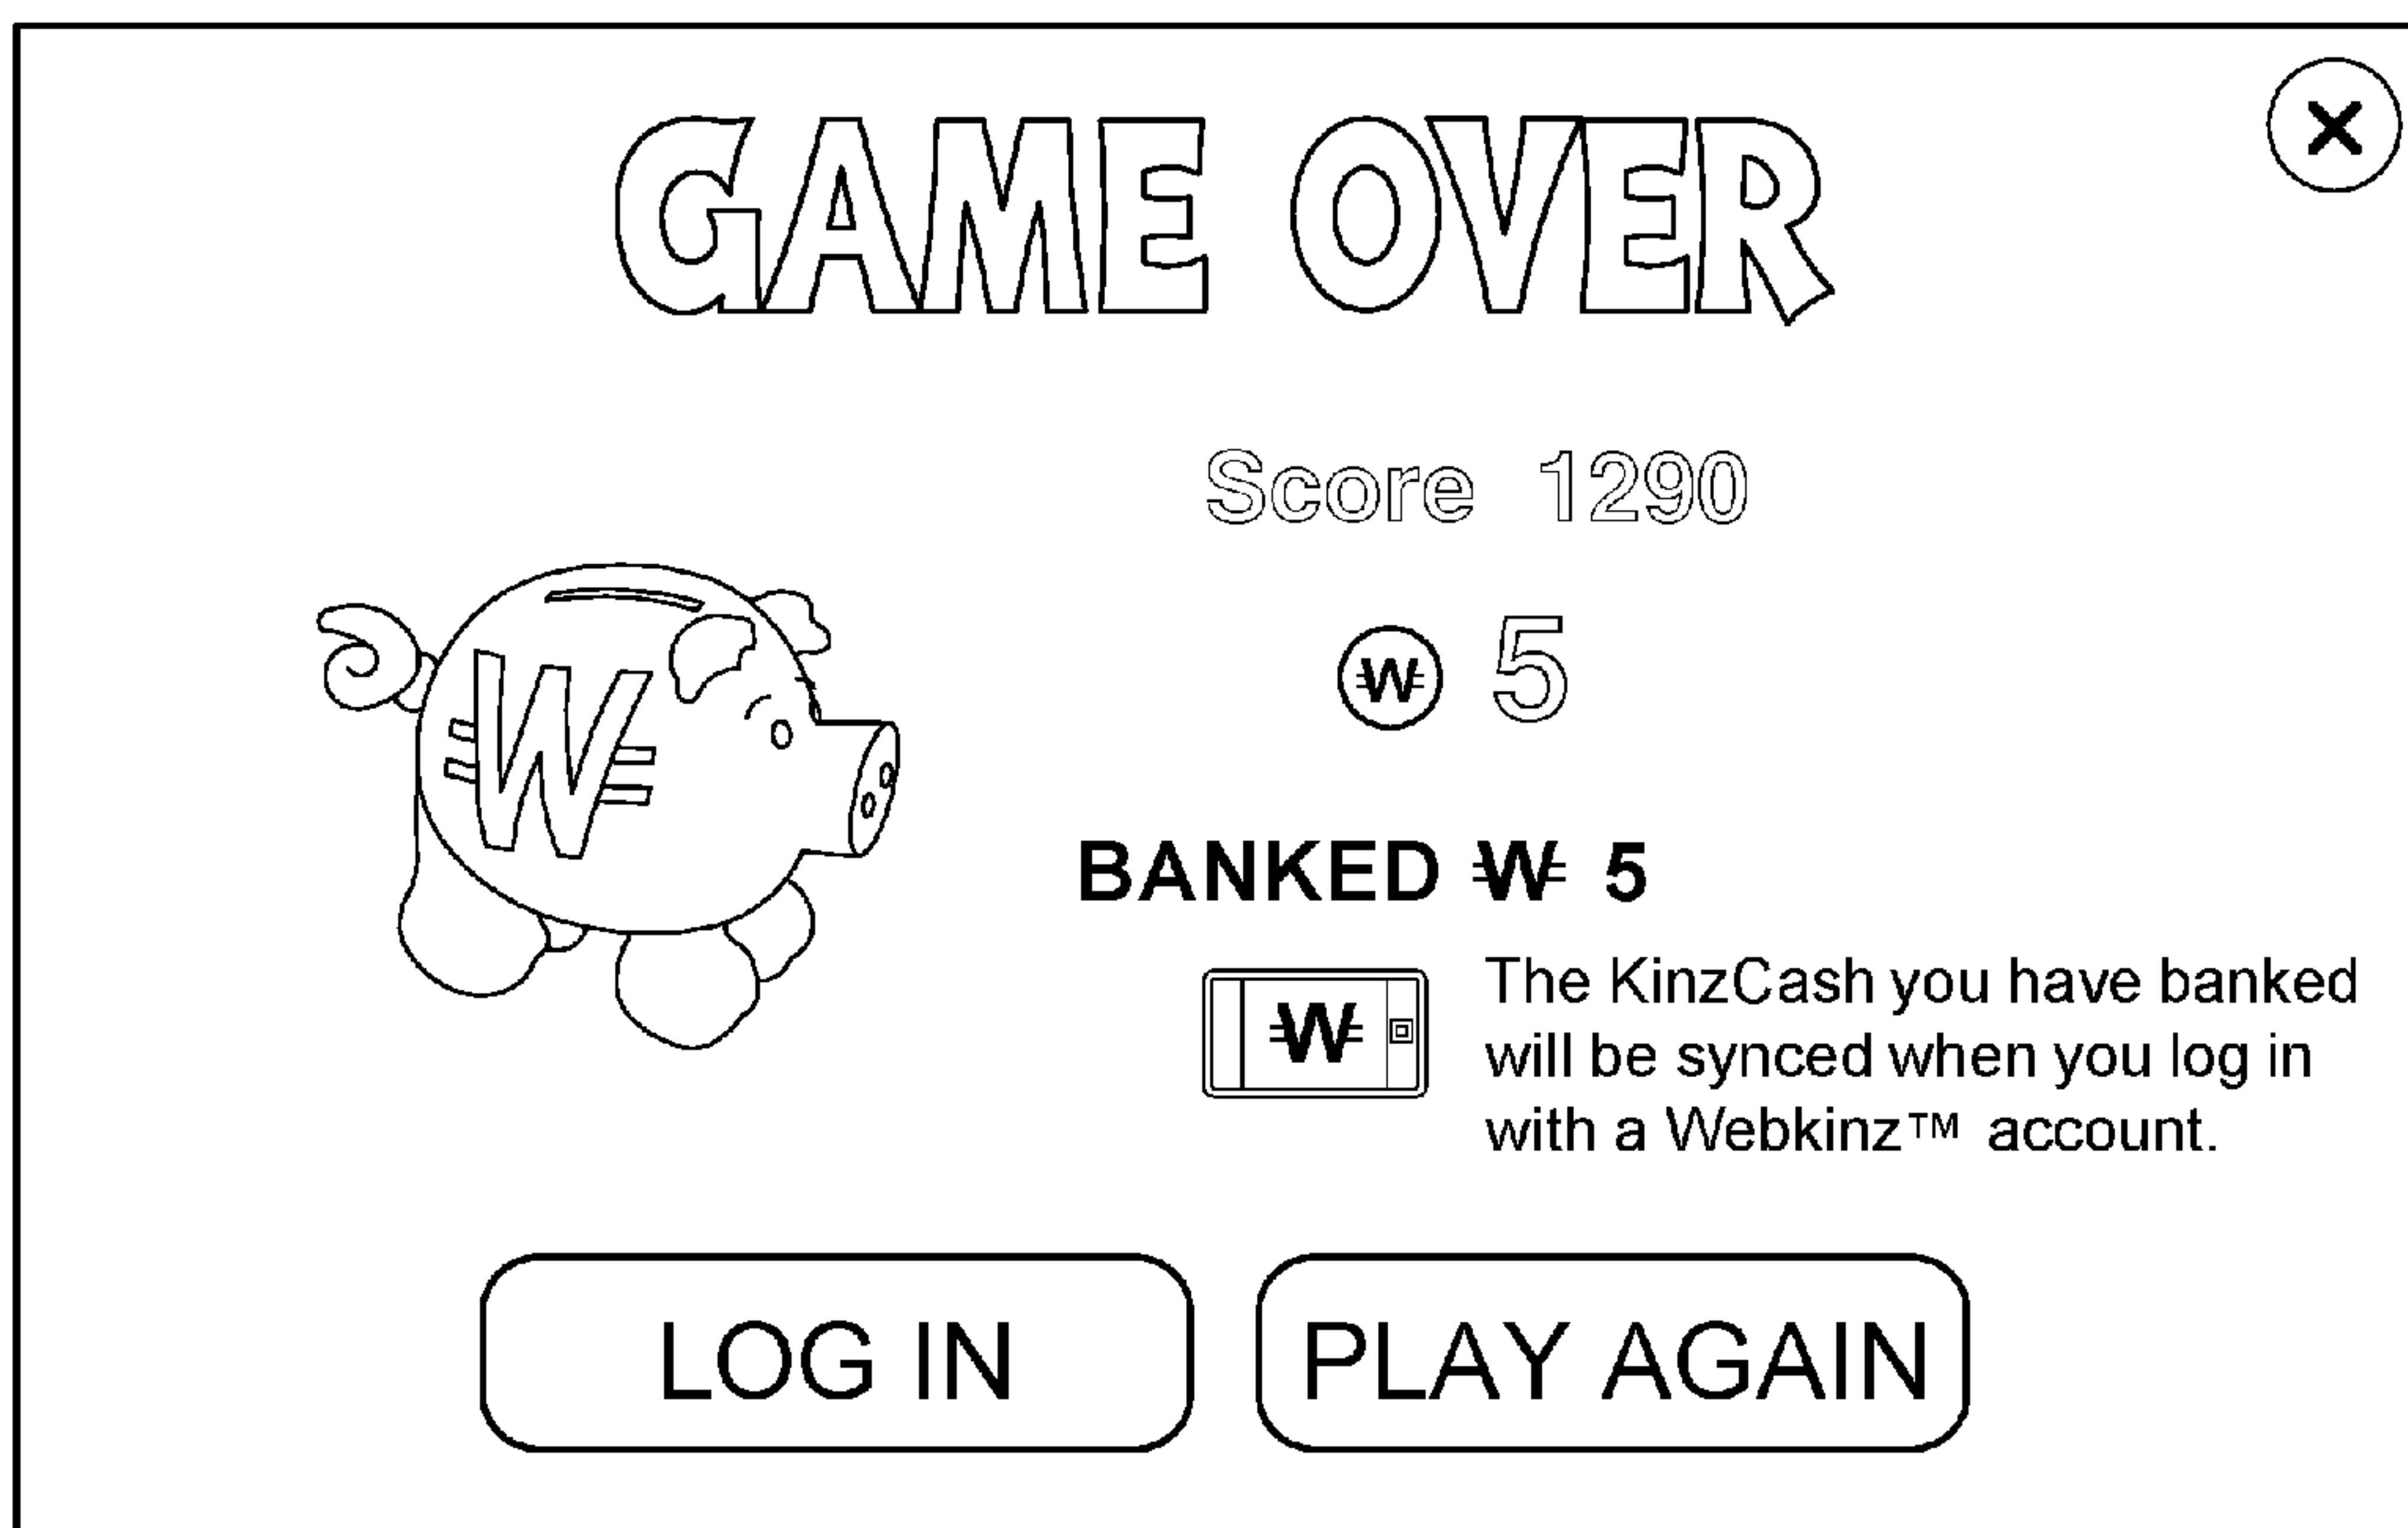 GAME OVER
Score 1290
₩ 5
₩
BANKED ₩ 5
₩
The KinzCash you have banked
will be synced when you log in
with a Webkinz™ account.
LOG IN
PLAY AGAIN